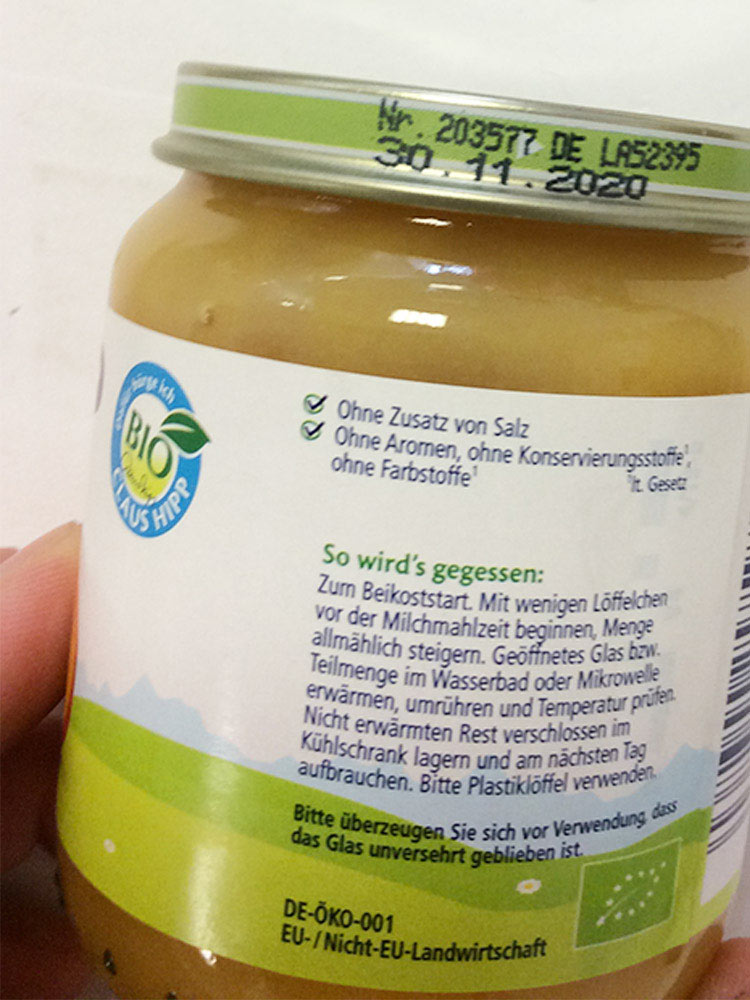 Nr. 203577 DE LA52395
30.11.2020
dafür bürge ich
BIO
CLAUS HIPP
Ohne Zusatz von Salz
Ohne Aromen, ohne Konservierungsstoffe¹,
ohne Farbstoffe¹
¹lt. Gesetz
So wird's gegessen:
Zum Beikoststart. Mit wenigen Löffelchen
vor der Milchmahlzeit beginnen, Menge
allmählich steigern. Geöffnetes Glas bzw.
Teilmenge im Wasserbad oder Mikrowelle
erwärmen, umrühren und Temperatur prüfen.
Nicht erwärmten Rest verschlossen im
Kühlschrank lagern und am nächsten Tag
aufbrauchen. Bitte Plastiklöffel verwenden.
Bitte überzeugen Sie sich vor Verwendung, dass
das Glas unversehrt geblieben ist.
DE-ÖKO-001
EU-/Nicht-EU-Landwirtschaft